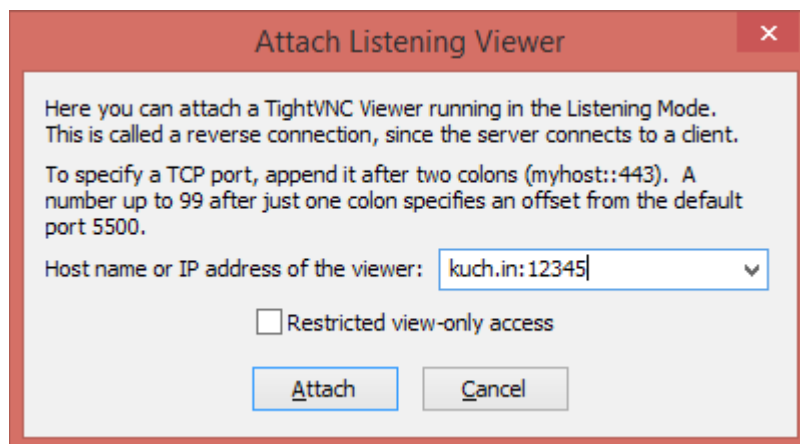 Attach Listening Viewer
Here you can attach a TightVNC Viewer running in the Listening Mode.
This is called a reverse connection, since the server connects to a client.
To specify a TCP port, append it after two colons (myhost::443). A
number up to 99 after just one colon specifies an offset from the default
port 5500.
Host name or IP address of the viewer: kuch.in:12345
Restricted view-only access
Attach Cancel